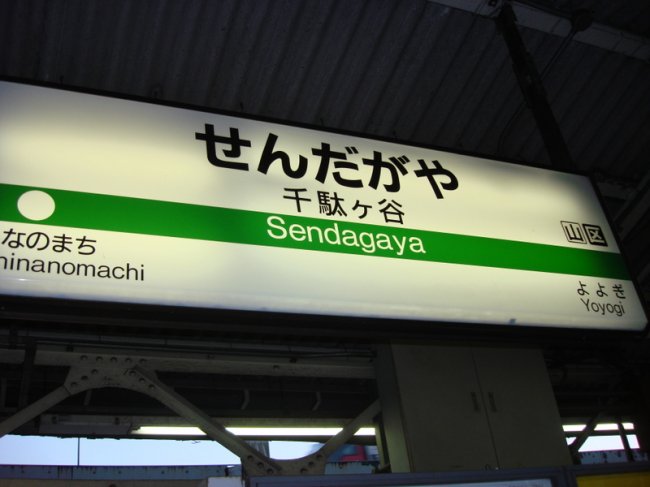 せんだがや
千駄ヶ谷
Sendagaya
山区
なのまち
hinanomachi
よよぎ
Yoyogi